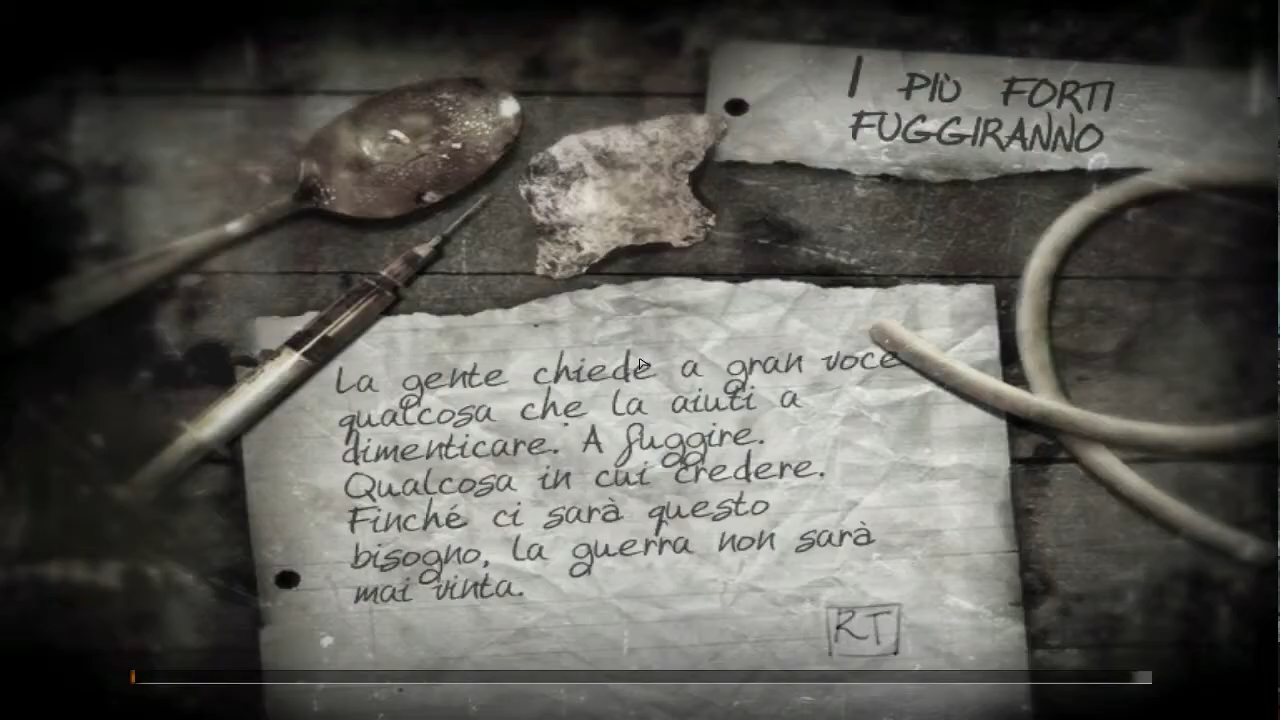 I PIÙ FORTI
FUGGIRANNO
La gente chiede a gran voce
qualcosa che la aiuti a
dimenticare. A fuggire.
Qualcosa in cui credere.
Finché ci sarà questo
bisogno, la guerra non sarà
mai vinta.
RT